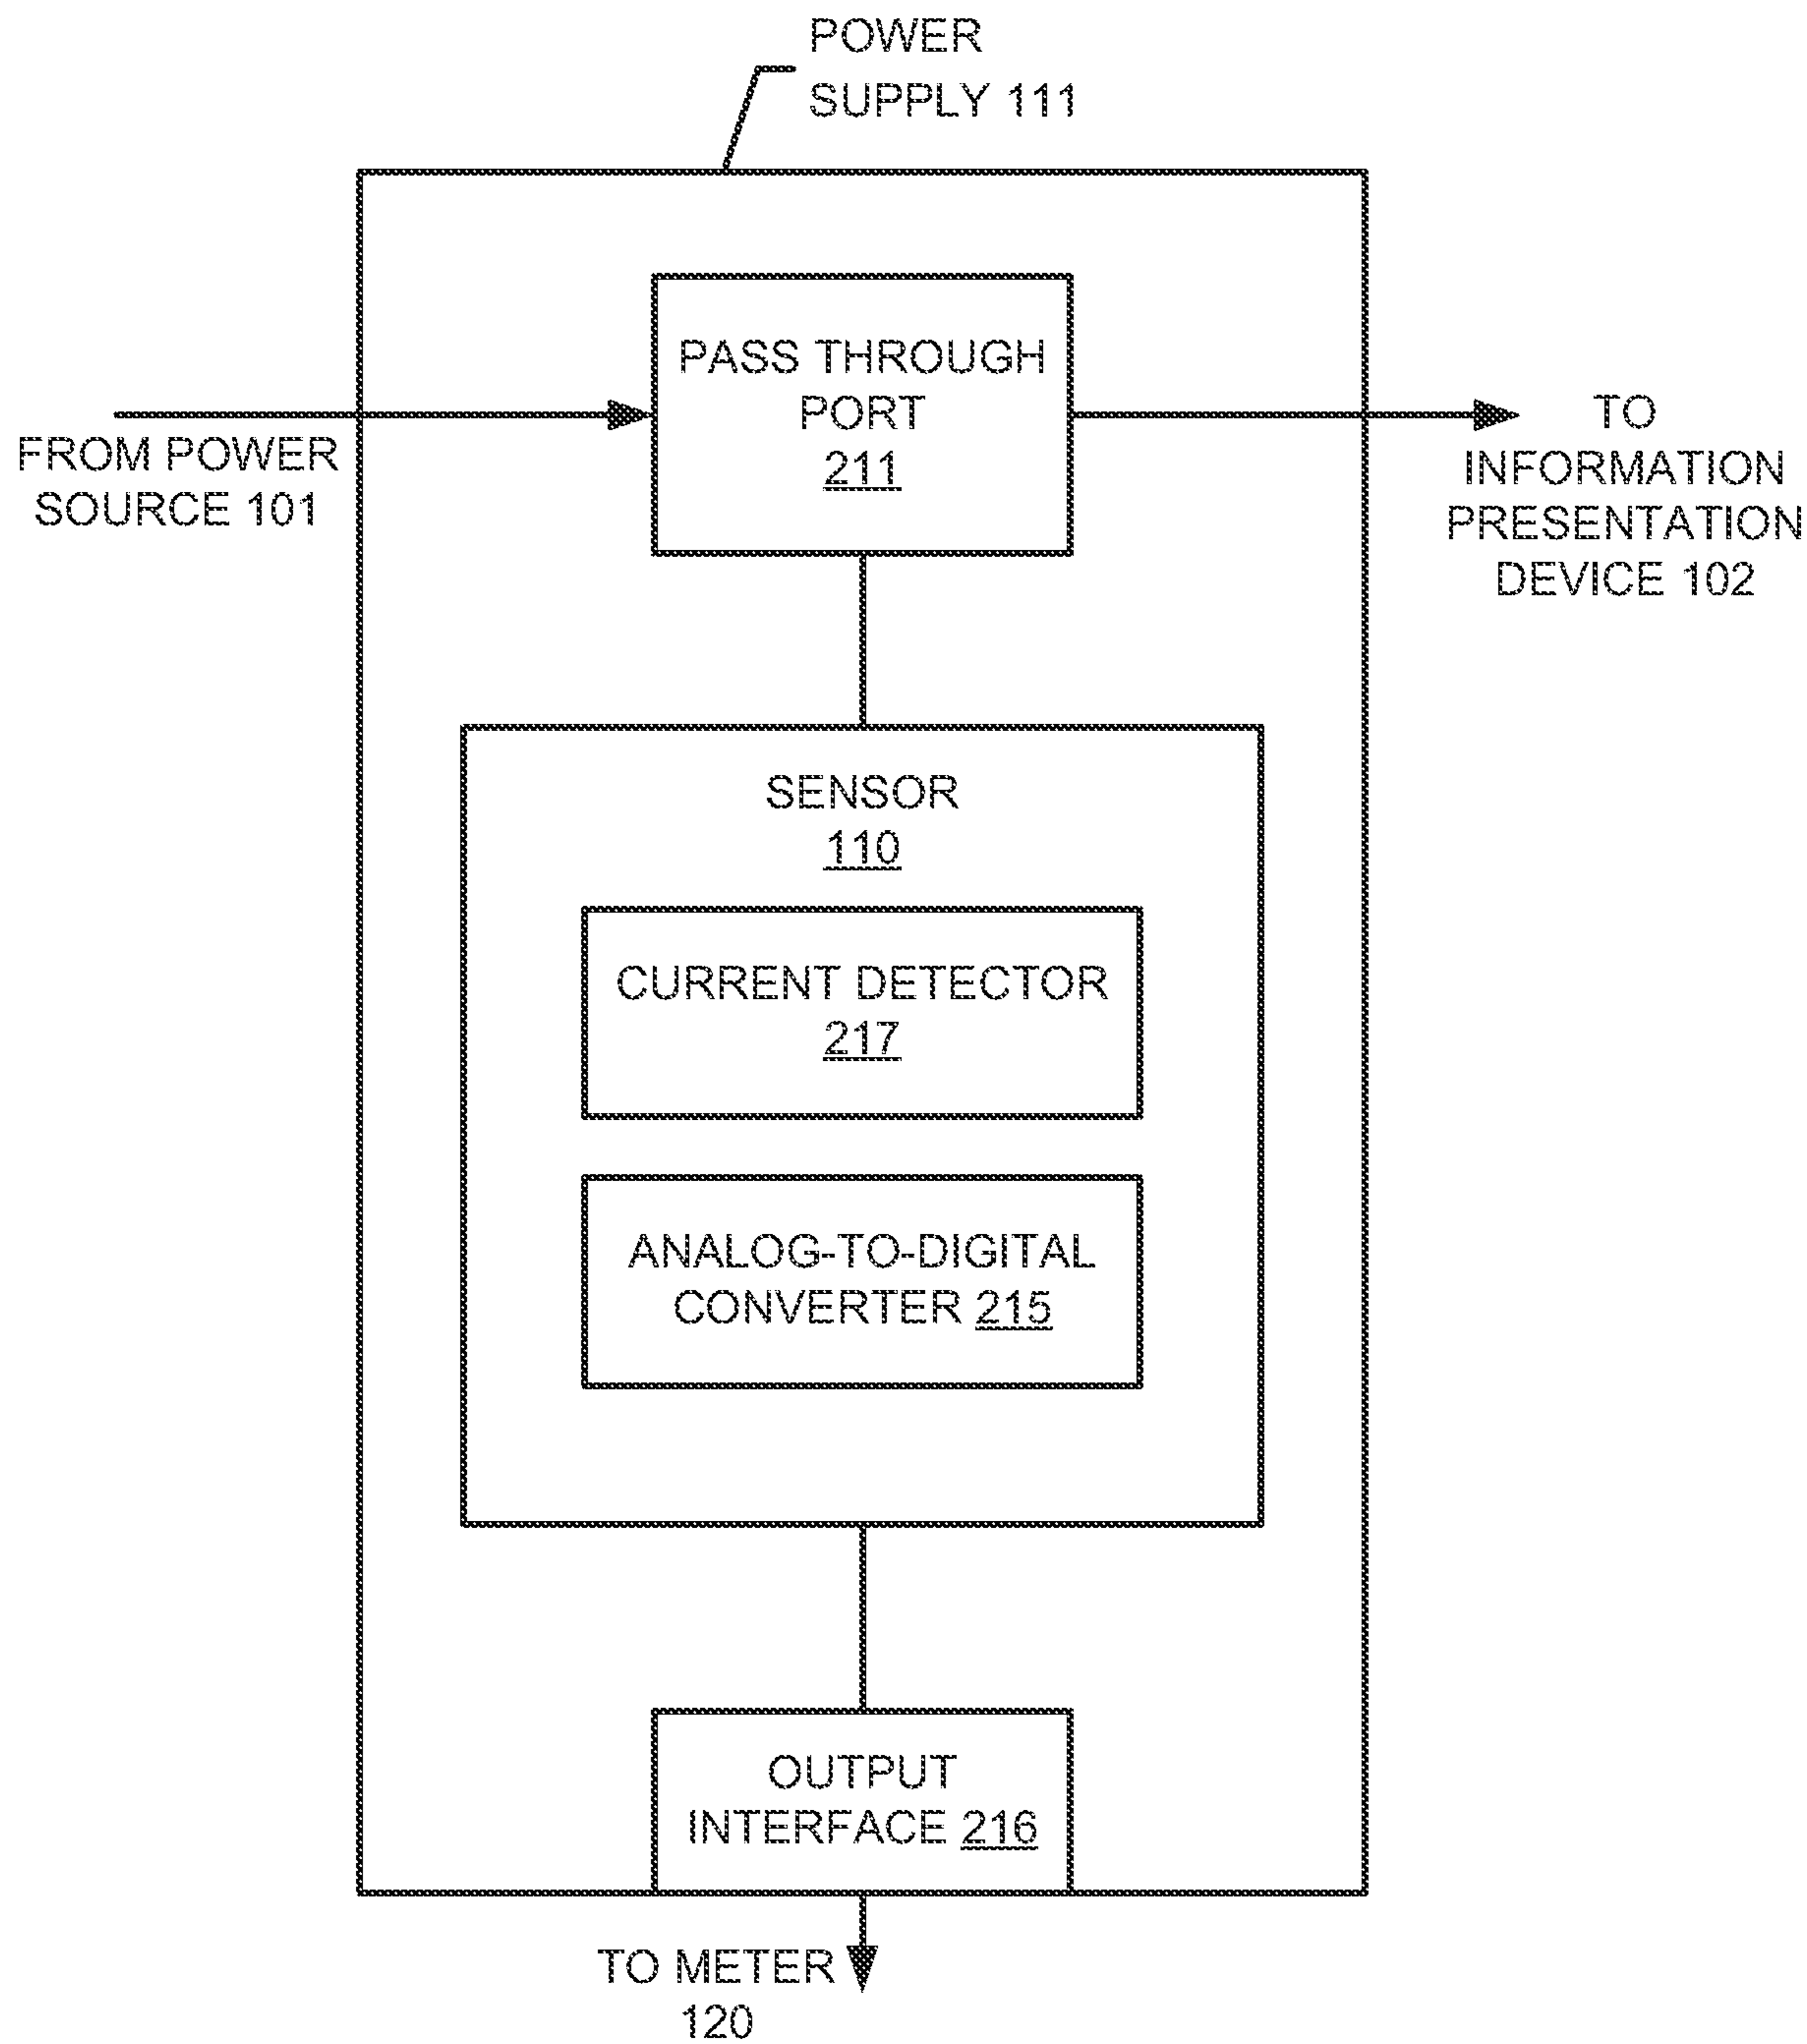 POWER
SUPPLY 111
PASS THROUGH
PORT
211
FROM POWER
SOURCE 101
TO
INFORMATION
PRESENTATION
DEVICE 102
SENSOR
110
CURRENT DETECTOR
217
ANALOG-TO-DIGITAL
CONVERTER 215
OUTPUT
INTERFACE 216
TO METER
120